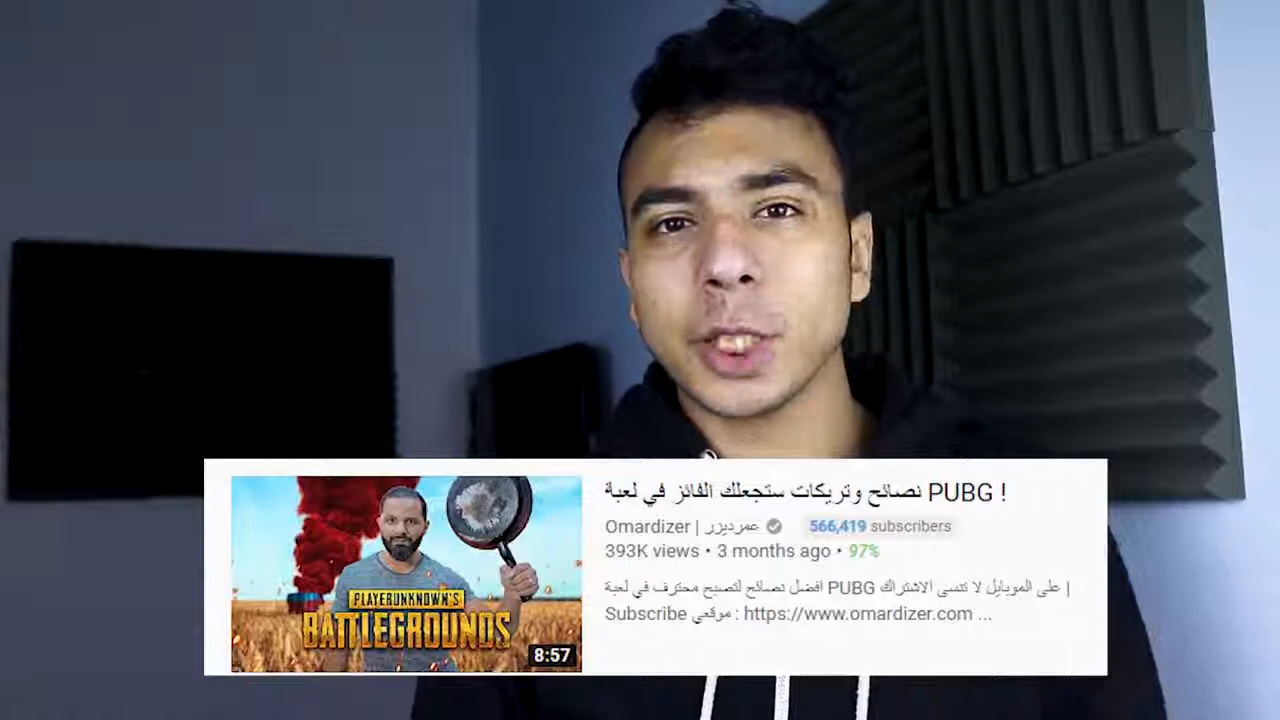 نصائح وتريكات ستجعلك الفائز في لعبة PUBG !
Omardizer | عمرديزر 566,419 subscribers
393K views • 3 months ago • 97%
على الموبايل لا تنسى الاشتراك PUBG افضل نصائح لتصبح محترف في لعبة |
Subscribe موقعي : https://www.omardizer.com ...
PLAYERUNKNOWN'S
BATTLEGROUNDS
8:57